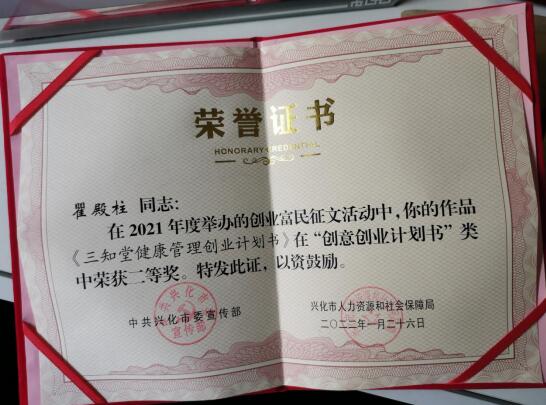 荣誉证书
HONORARY CREDENTIAL
瞿殿柱 同志：
在2021年度举办的创业富民征文活动中，你的作品
《三知堂健康管理创业计划书》在“创意创业计划书”类
中荣获二等奖。特发此证，以资鼓励。
中共兴化市委宣传部
兴化市人力资源和社会保障局
二〇二二年一月二十六日